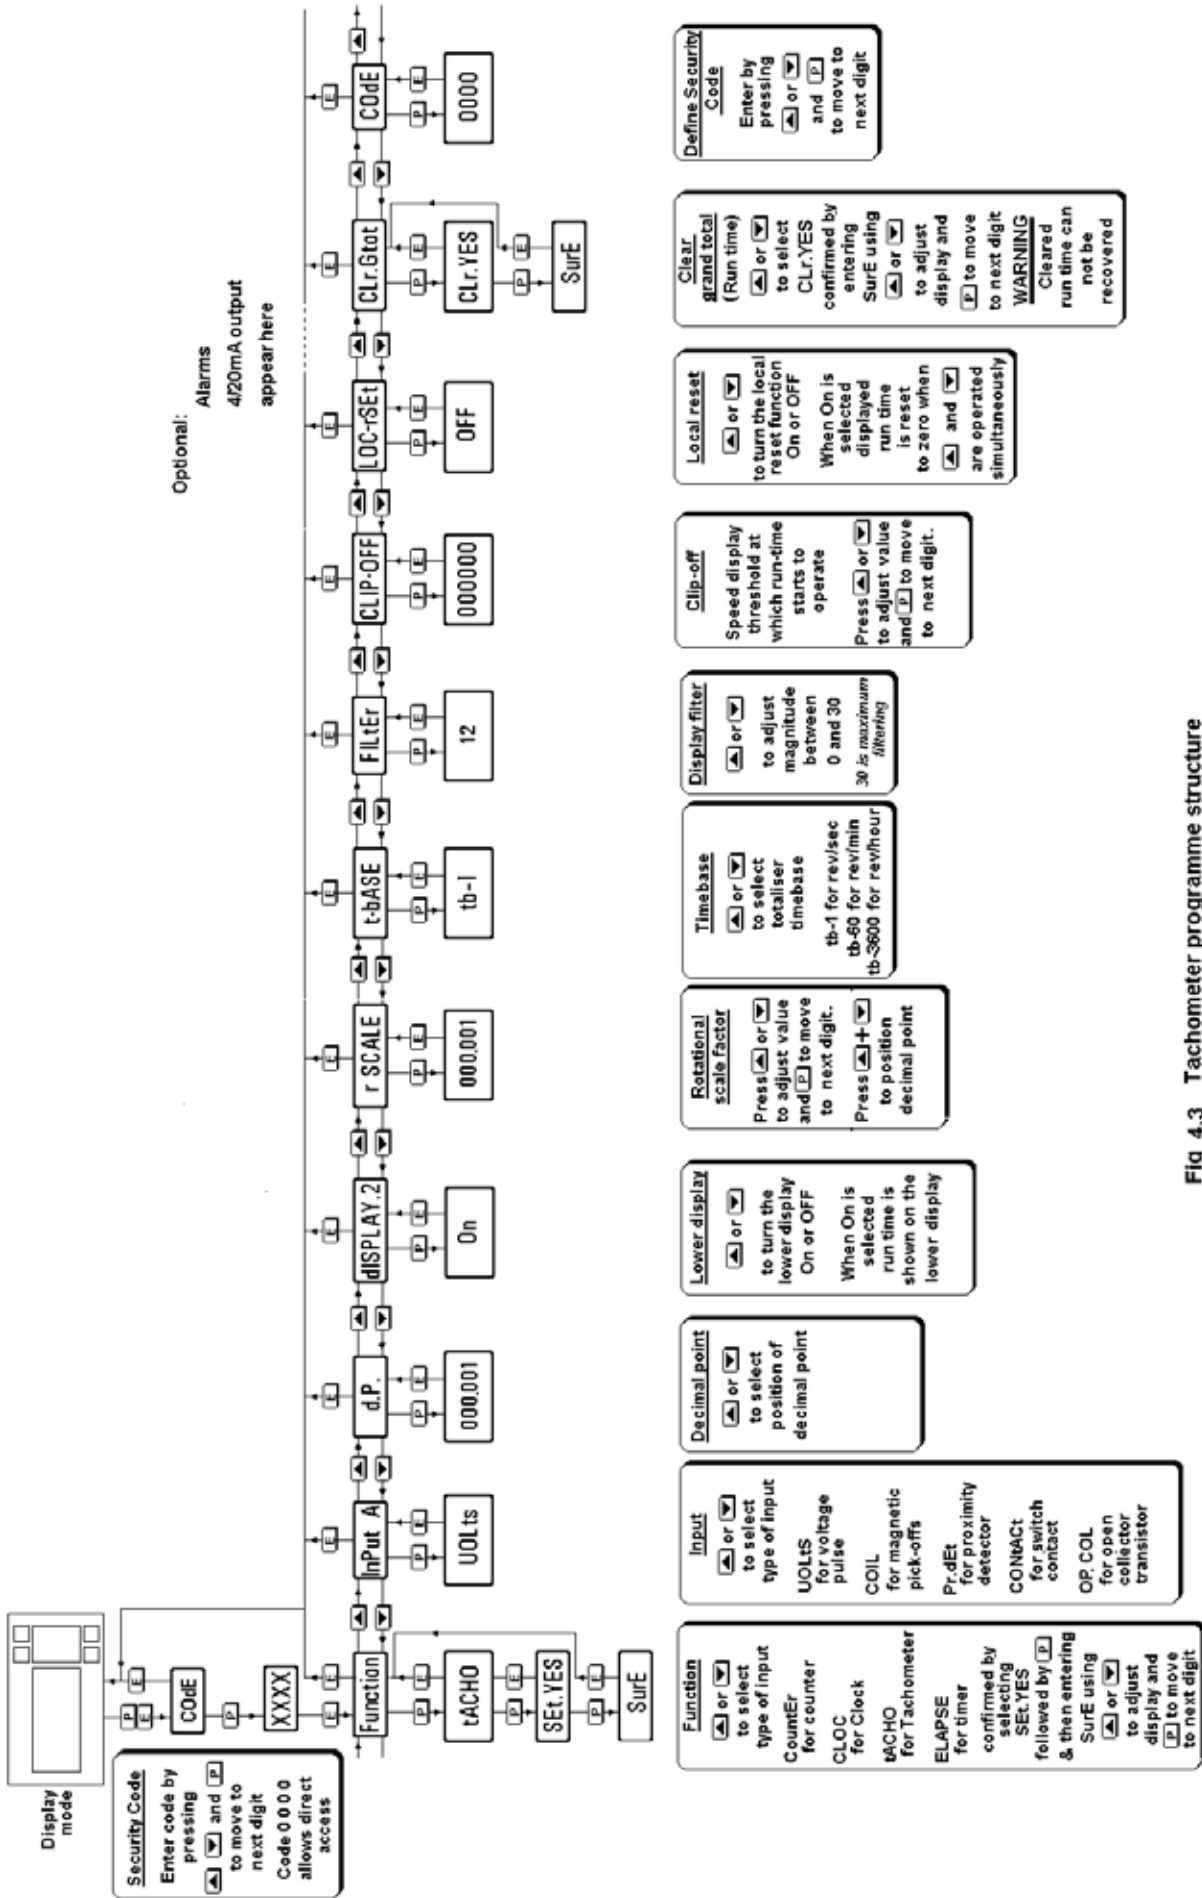 Display
mode
Security Code
Enter code by
pressing
▲ ▼ and P
to move to
next digit
Code 0 0 0 0
allows direct
access
P
E
E
COdE
P
XXXX
E
E
Optional:
Alarms
4/20mA output
appear here
Function
▲
▼
InPut A
▲
▼
d.P.
▲
▼
dISPLAY.2
▲
▼
r SCALE
▲
▼
t-bASE
▲
▼
FILtEr
▲
▼
CLIP-OFF
▲
▼
LOC-rSEt
▲
▼
CLr.Gtot
▲
▼
COdE
▲
E
E
E
E
E
E
E
E
E
E
P E
P E
P E
P E
P E
P E
P E
P E
P E
P E
P E
tACHO
UOLts
000.001
On
000.001
tb-1
12
000000
OFF
CLr.YES
0000
P E
SEt.YES
P E
SurE
P E
SurE
Function
▲ or ▼
to select
type of input
CountEr
for counter
CLOC
for Clock
tACHO
for Tachometer
ELAPSE
for timer
confirmed by
selecting
SEt.YES
followed by P
& then entering
SurE using
▲ or ▼
to adjust
display and
P to move
to next digit
Input
▲ or ▼
to select
type of input
UOLtS
for voltage
pulse
COIL
for magnetic
pick-offs
Pr.dEt
for proximity
detector
CONtACt
for switch
contact
OP. COL
for open
collector
transistor
Decimal point
▲ or ▼
to select
position of
decimal point
Lower display
▲ or ▼
to turn the
lower display
On or OFF
When On is
selected
run time is
shown on the
lower display
Rotational
scale factor
Press ▲ or ▼
to adjust value
and P to move
to next digit.
Press ▲+▼
to position
decimal point
Timebase
▲ or ▼
to select
totaliser
timebase
tb-1 for rev/sec
tb-60 for rev/min
tb-3600 for rev/hour
Display filter
▲ or ▼
to adjust
magnitude
between
0 and 30
30 is maximum
filtering
Clip-off
Speed display
threshold at
which run-time
starts to
operate
Press ▲ or ▼
to adjust value
and P to move
to next digit.
Local reset
▲ or ▼
to turn the local
reset function
On or OFF
When On is
selected
displayed
run time
is reset
to zero when
▲ and ▼
are operated
simultaneously
Clear
grand total
(Run time)
▲ or ▼
to select
CLr.YES
confirmed by
entering
SurE using
▲ or ▼
to adjust
display and
P to move
to next digit
WARNING
Cleared
run time can
not be
recovered
Define Security
Code
Enter by
pressing
▲ or ▼
and P
to move to
next digit
Fig 4.3 Tachometer programme structure